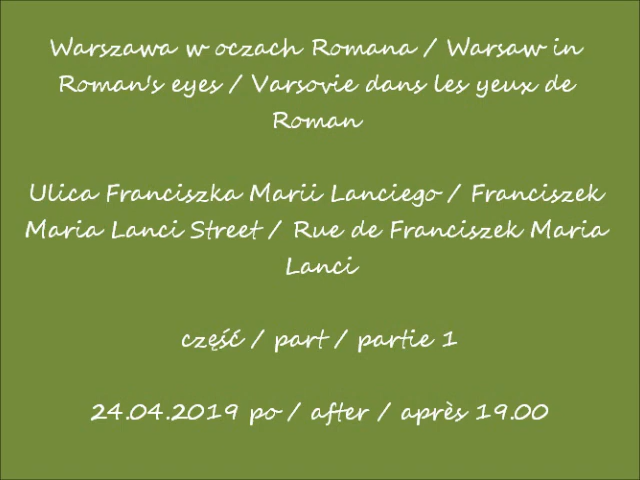 Warszawa w oczach Romana / Warsaw in
Roman's eyes / Varsovie dans les yeux de
Roman
Ulica Franciszka Marii Lanciego / Franciszek
Maria Lanci Street / Rue de Franciszek Maria
Lanci
część / part / partie 1
24.04.2019 po / after / après 19.00